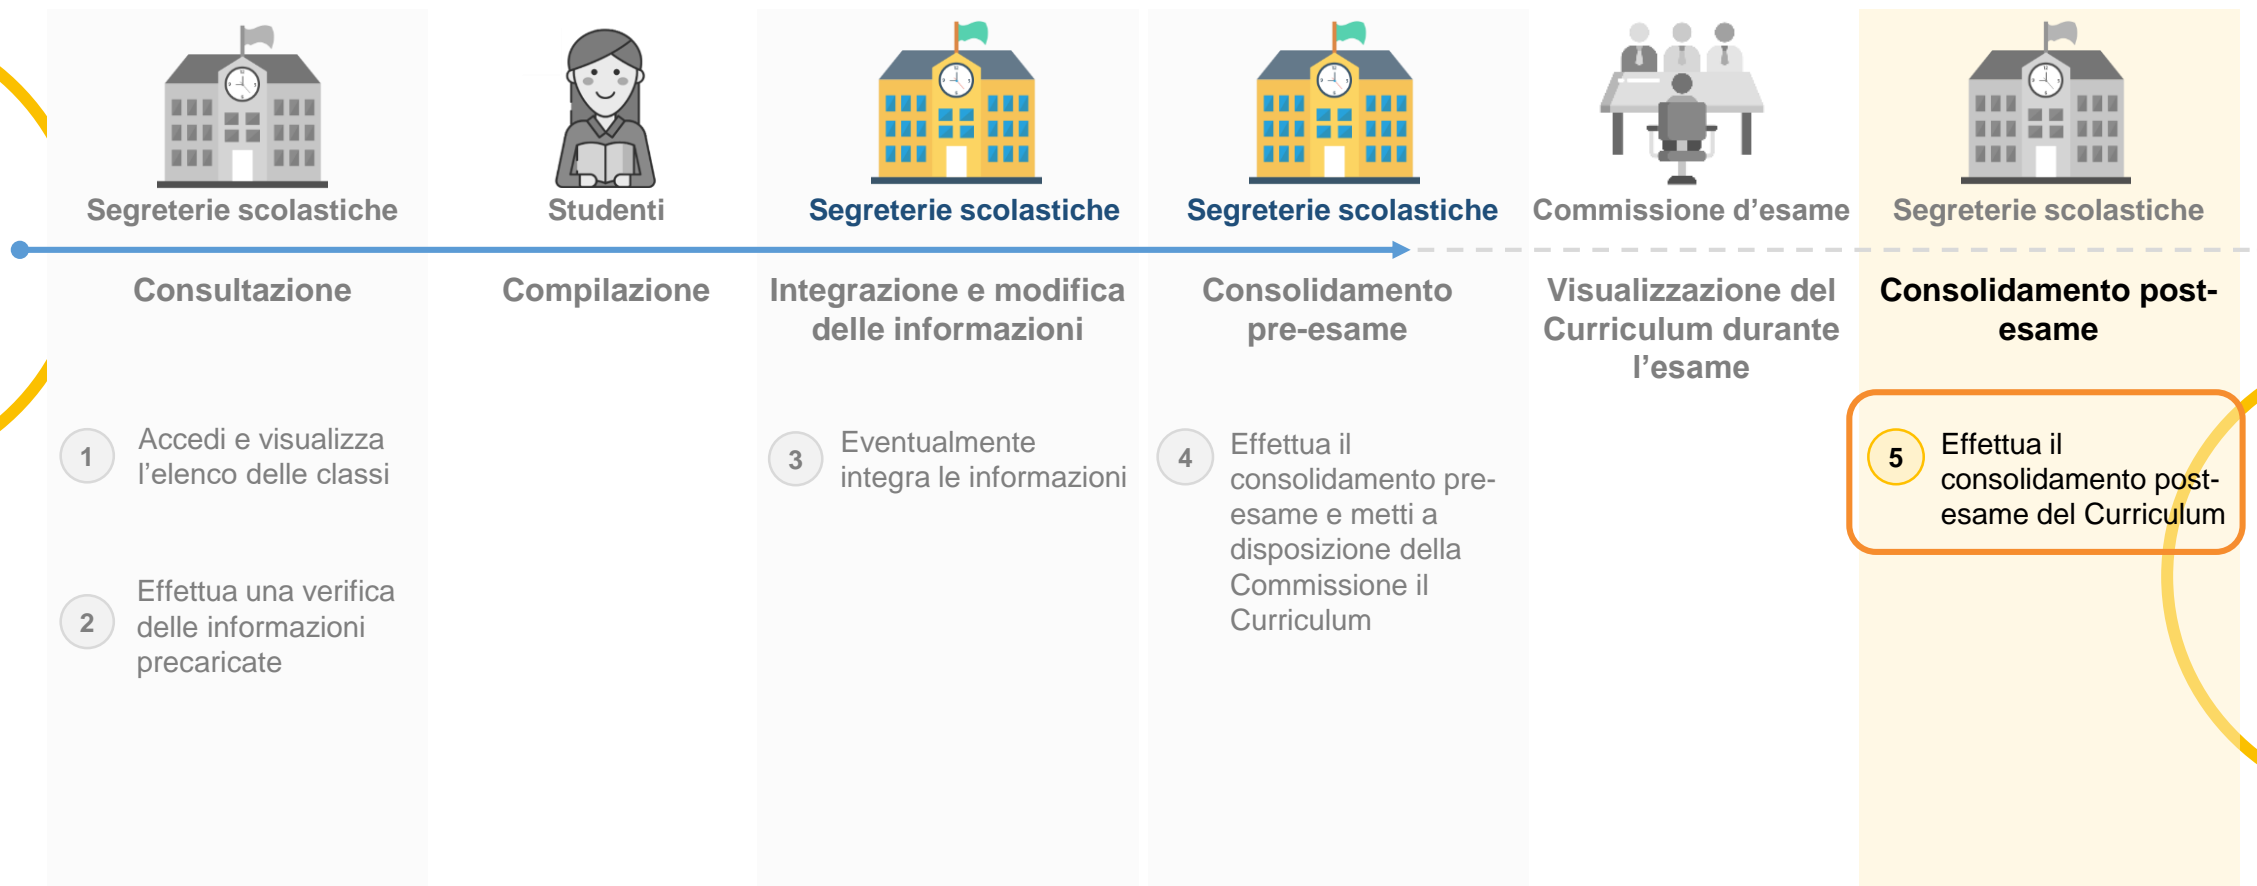 Segreterie scolastiche
Studenti
Segreterie scolastiche
Segreterie scolastiche
Commissione d’esame
Segreterie scolastiche
Consultazione
Compilazione
Integrazione e modifica
delle informazioni
Consolidamento
pre-esame
Visualizzazione del
Curriculum durante
l’esame
Consolidamento post-
esame
1
Accedi e visualizza
l’elenco delle classi
2
Effettua una verifica
delle informazioni
precaricate
3
Eventualmente
integra le informazioni
4
Effettua il
consolidamento pre-
esame e metti a
disposizione della
Commissione il
Curriculum
5
Effettua il
consolidamento post-
esame del Curriculum